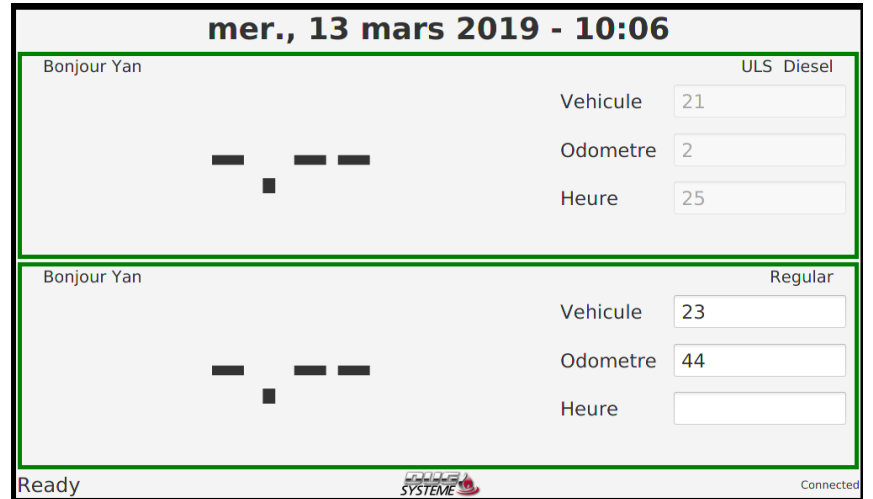 mer., 13 mars 2019 - 10:06
Bonjour Yan
ULS Diesel
Vehicule 21
-.--
Odometre 2
Heure 25
Bonjour Yan
Regular
Vehicule 23
-.--
Odometre 44
Heure
Ready
SYSTEME
Connected